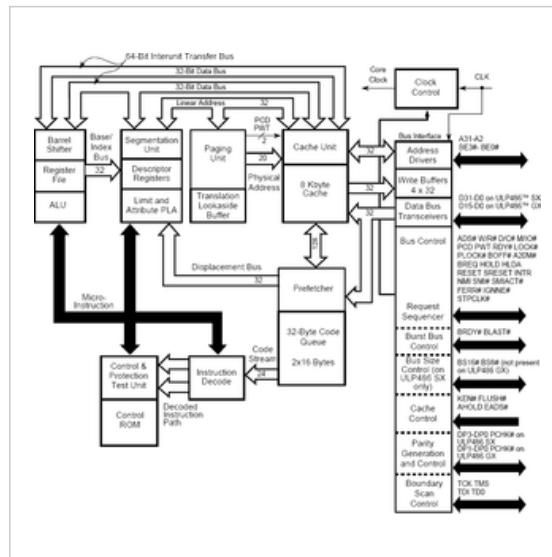 64-Bit Interunit Transfer Bus
32-Bit Data Bus
32-Bit Data Bus
Linear Address
32
Core
Clock
Clock
Control
CLK
Barrel
Shifter
Register
File
ALU
Base/
Index
Bus
32
Segmentation
Unit
Descriptor
Registers
Limit and
Attribute PLA
Paging
Unit
Translation
Lookaside
Buffer
PCD
PWT
2
20
Physical
Address
Cache Unit
8 Kbyte
Cache
32
32
32
128
Bus Interface
Address
Drivers
Write Buffers
4 x 32
Data Bus
Transceivers
Bus Control
Request
Sequencer
Burst Bus
Control
Bus Size
Control (on
ULP486 SX
only)
Cache
Control
Parity
Generation
and Control
Boundary
Scan
Control
A31-A2
BE3#- BE0#
D31-D0 on ULP486™ SX
D15-D0 on ULP486™ GX
ADS# W/R# D/C# M/IO#
PCD PWT RDY# LOCK#
PLOCK# BOFF# A20M#
BREQ HOLD HLDA
RESET SRESET INTR
NMI SMI# SMIACT#
FERR# IGNNE#
STPCLK#
BRDY# BLAST#
BS16# BS8# (not present
on ULP486 GX)
KEN# FLUSH#
AHOLD EADS#
DP3-DP0 PCHK# on
ULP486 SX
DP1-DP0 PCHK# on
ULP486 GX
TCK TMS
TDI TD0
Displacement Bus
32
Prefetcher
32-Byte Code
Queue
2x16 Bytes
Micro-
Instruction
Code
Stream
24
Control &
Protection
Test Unit
Control
ROM
Instruction
Decode
Decoded
Instruction
Path